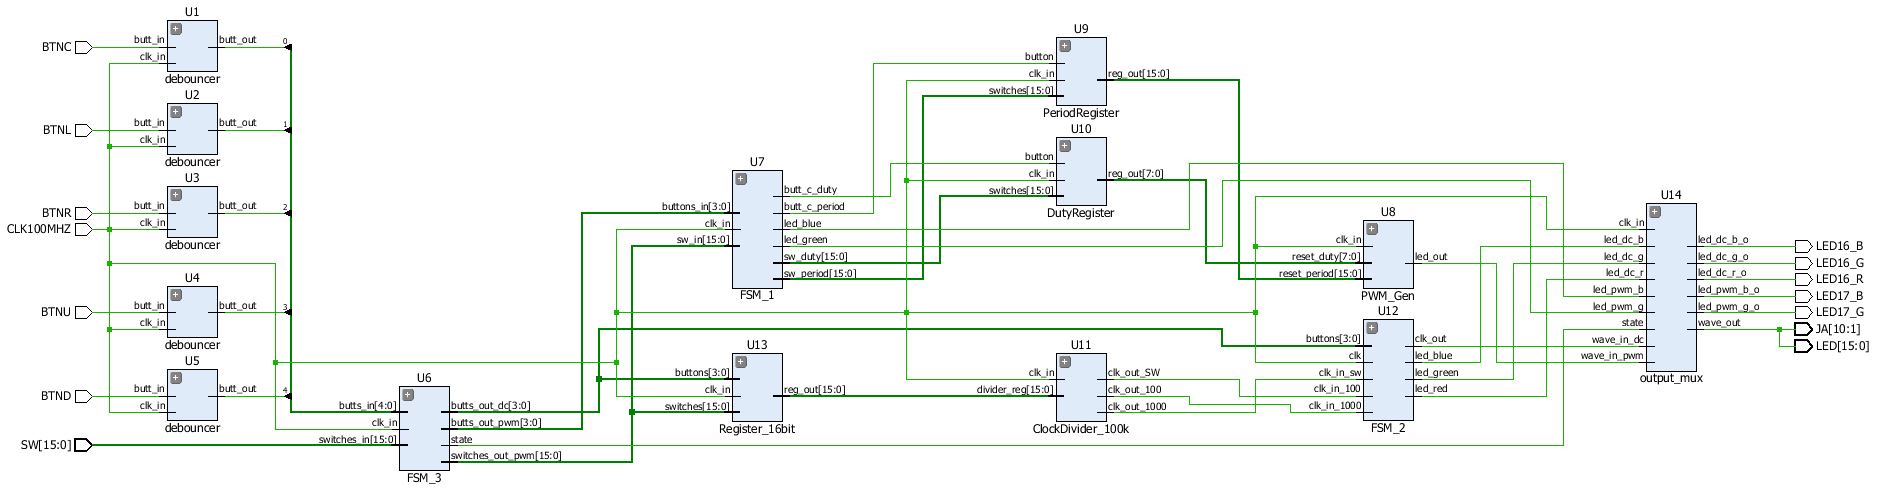 U1
BTNC
butt_in
clk_in
butt_out
0
debouncer
U2
BTNL
butt_in
clk_in
butt_out
1
debouncer
U3
BTNR
CLK100MHZ
butt_in
clk_in
butt_out
2
debouncer
U4
BTNU
butt_in
clk_in
butt_out
3
debouncer
U5
BTND
butt_in
clk_in
butt_out
4
debouncer
SW[15:0]
U6
butts_in[4:0]
clk_in
switches_in[15:0]
butts_out_dc[3:0]
butts_out_pwm[3:0]
state
switches_out_pwm[15:0]
FSM_3
U7
buttons_in[3:0]
clk_in
sw_in[15:0]
butt_c_duty
butt_c_period
led_blue
led_green
sw_duty[15:0]
sw_period[15:0]
FSM_1
U13
buttons[3:0]
clk_in
switches[15:0]
reg_out[15:0]
Register_16bit
U9
button
clk_in
switches[15:0]
reg_out[15:0]
PeriodRegister
U10
button
clk_in
switches[15:0]
reg_out[7:0]
DutyRegister
U11
clk_in
divider_reg[15:0]
clk_out_SW
clk_out_100
clk_out_1000
ClockDivider_100k
U8
clk_in
reset_duty[7:0]
reset_period[15:0]
led_out
PWM_Gen
U12
buttons[3:0]
clk
clk_in_sw
clk_in_100
clk_in_1000
clk_out
led_blue
led_green
led_red
FSM_2
U14
clk_in
led_dc_b
led_dc_g
led_dc_r
led_pwm_b
led_pwm_g
state
wave_in_dc
wave_in_pwm
led_dc_b_o
led_dc_g_o
led_dc_r_o
led_pwm_b_o
led_pwm_g_o
wave_out
output_mux
LED16_B
LED16_G
LED16_R
LED17_B
LED17_G
JA[10:1]
LED[15:0]